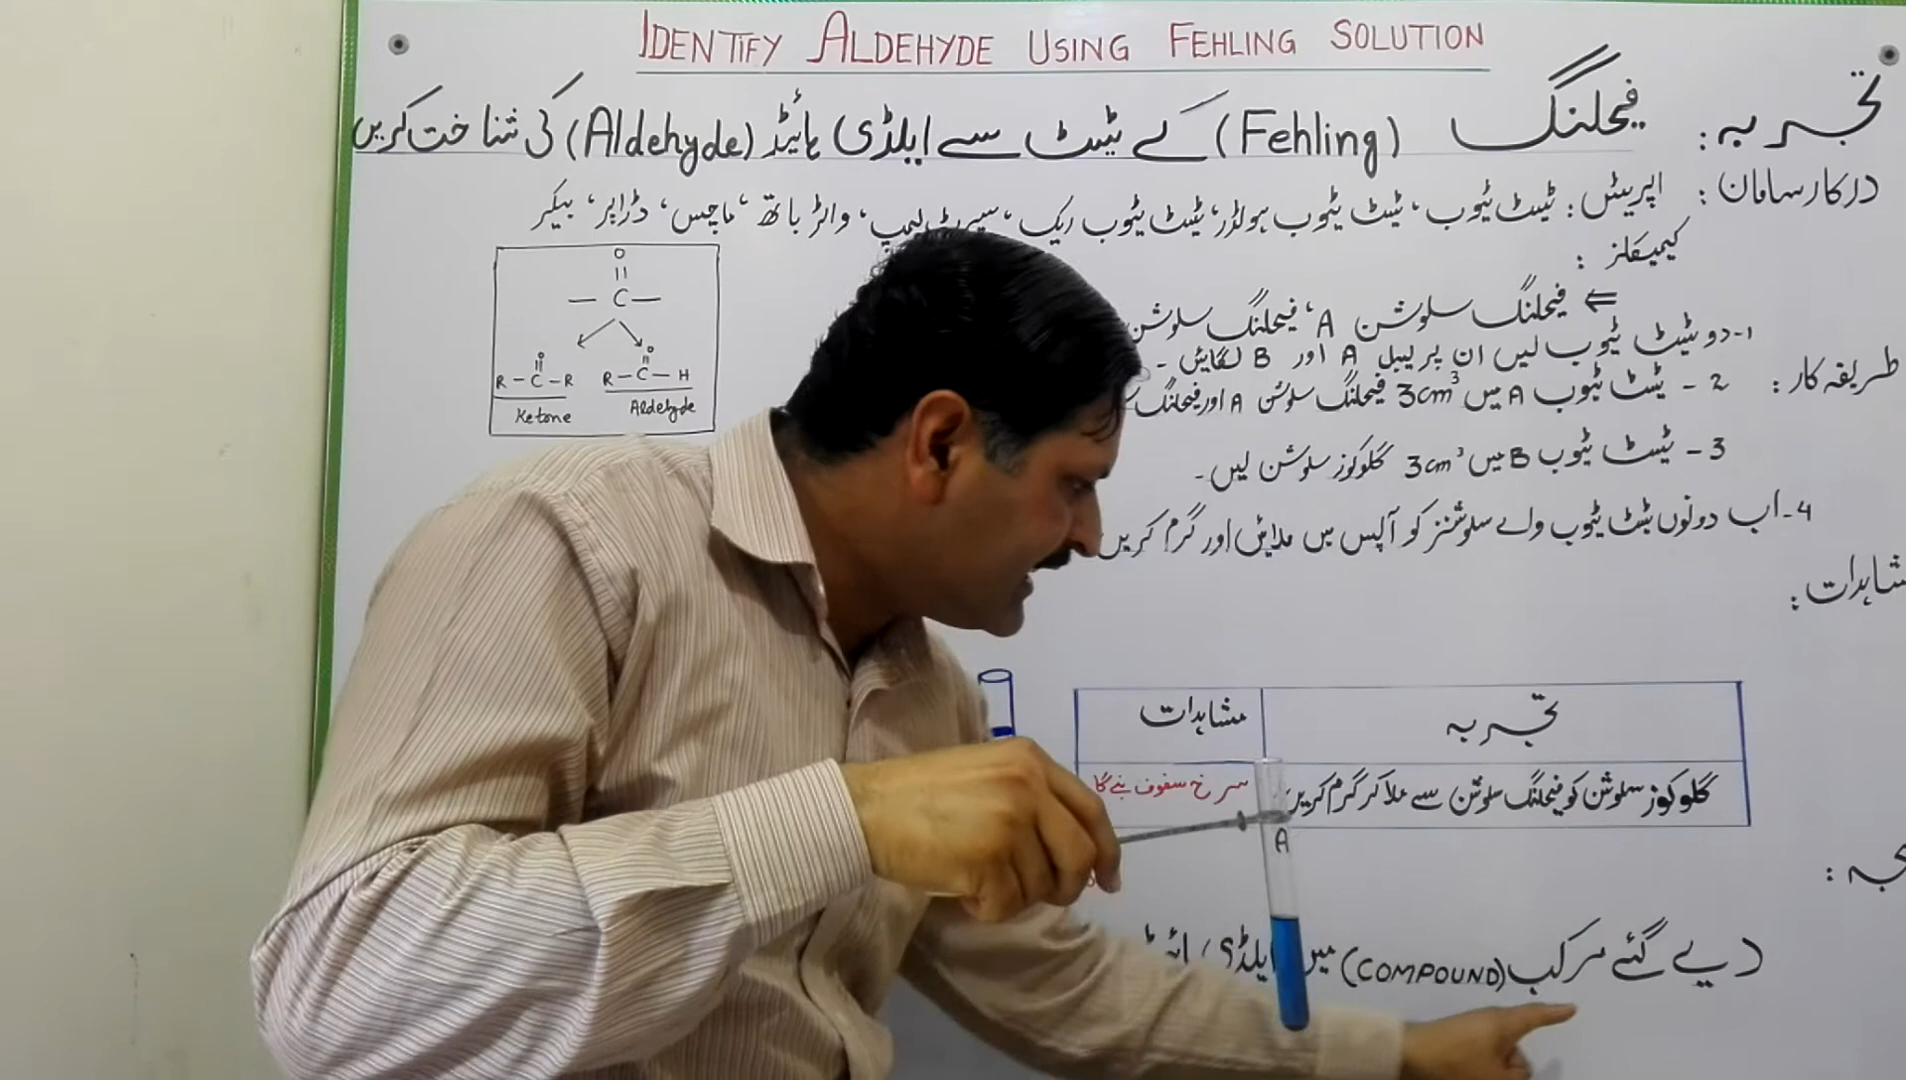 IDENTIFY ALDEHYDE USING FEHLING SOLUTION
تجربہ: فیحلنگ (Fehling) کے ٹیسٹ سے ایلڈی ہائیڈ (Aldehyde) کی شناخت کریں
درکار سامان: اپریٹس: ٹیسٹ ٹیوب، ٹیسٹ ٹیوب ہولڈر، ٹیسٹ ٹیوب ریک، سپرٹ لیمپ، واٹر باتھ، ماچس، ڈراپر، بیکر
کیمیکلز:
⇐ فیحلنگ سلوشن A، فیحلنگ سلوشن
طریقہ کار: 1- دو ٹیسٹ ٹیوب لیں ان پر لیبل A اور B لگائیں۔
2- ٹیسٹ ٹیوب A میں 3cm³ فیحلنگ سلوشن A اور فیحلنگ
3- ٹیسٹ ٹیوب B میں 3cm³ گلوکوز سلوشن لیں۔
4- اب دونوں ٹیسٹ ٹیوب والے سلوشنز کو آپس میں ملائیں اور گرم کریں
O
— C —
O
R — C — R
Ketone
O
R — C — H
Aldehyde
تجربہ مشاہدات
گلوکوز سلوشن کو فیحلنگ سلوشن سے ملا کر گرم کریں سرخ سفوف بنے گا
A
دیے گئے مرکب (COMPOUND) میں